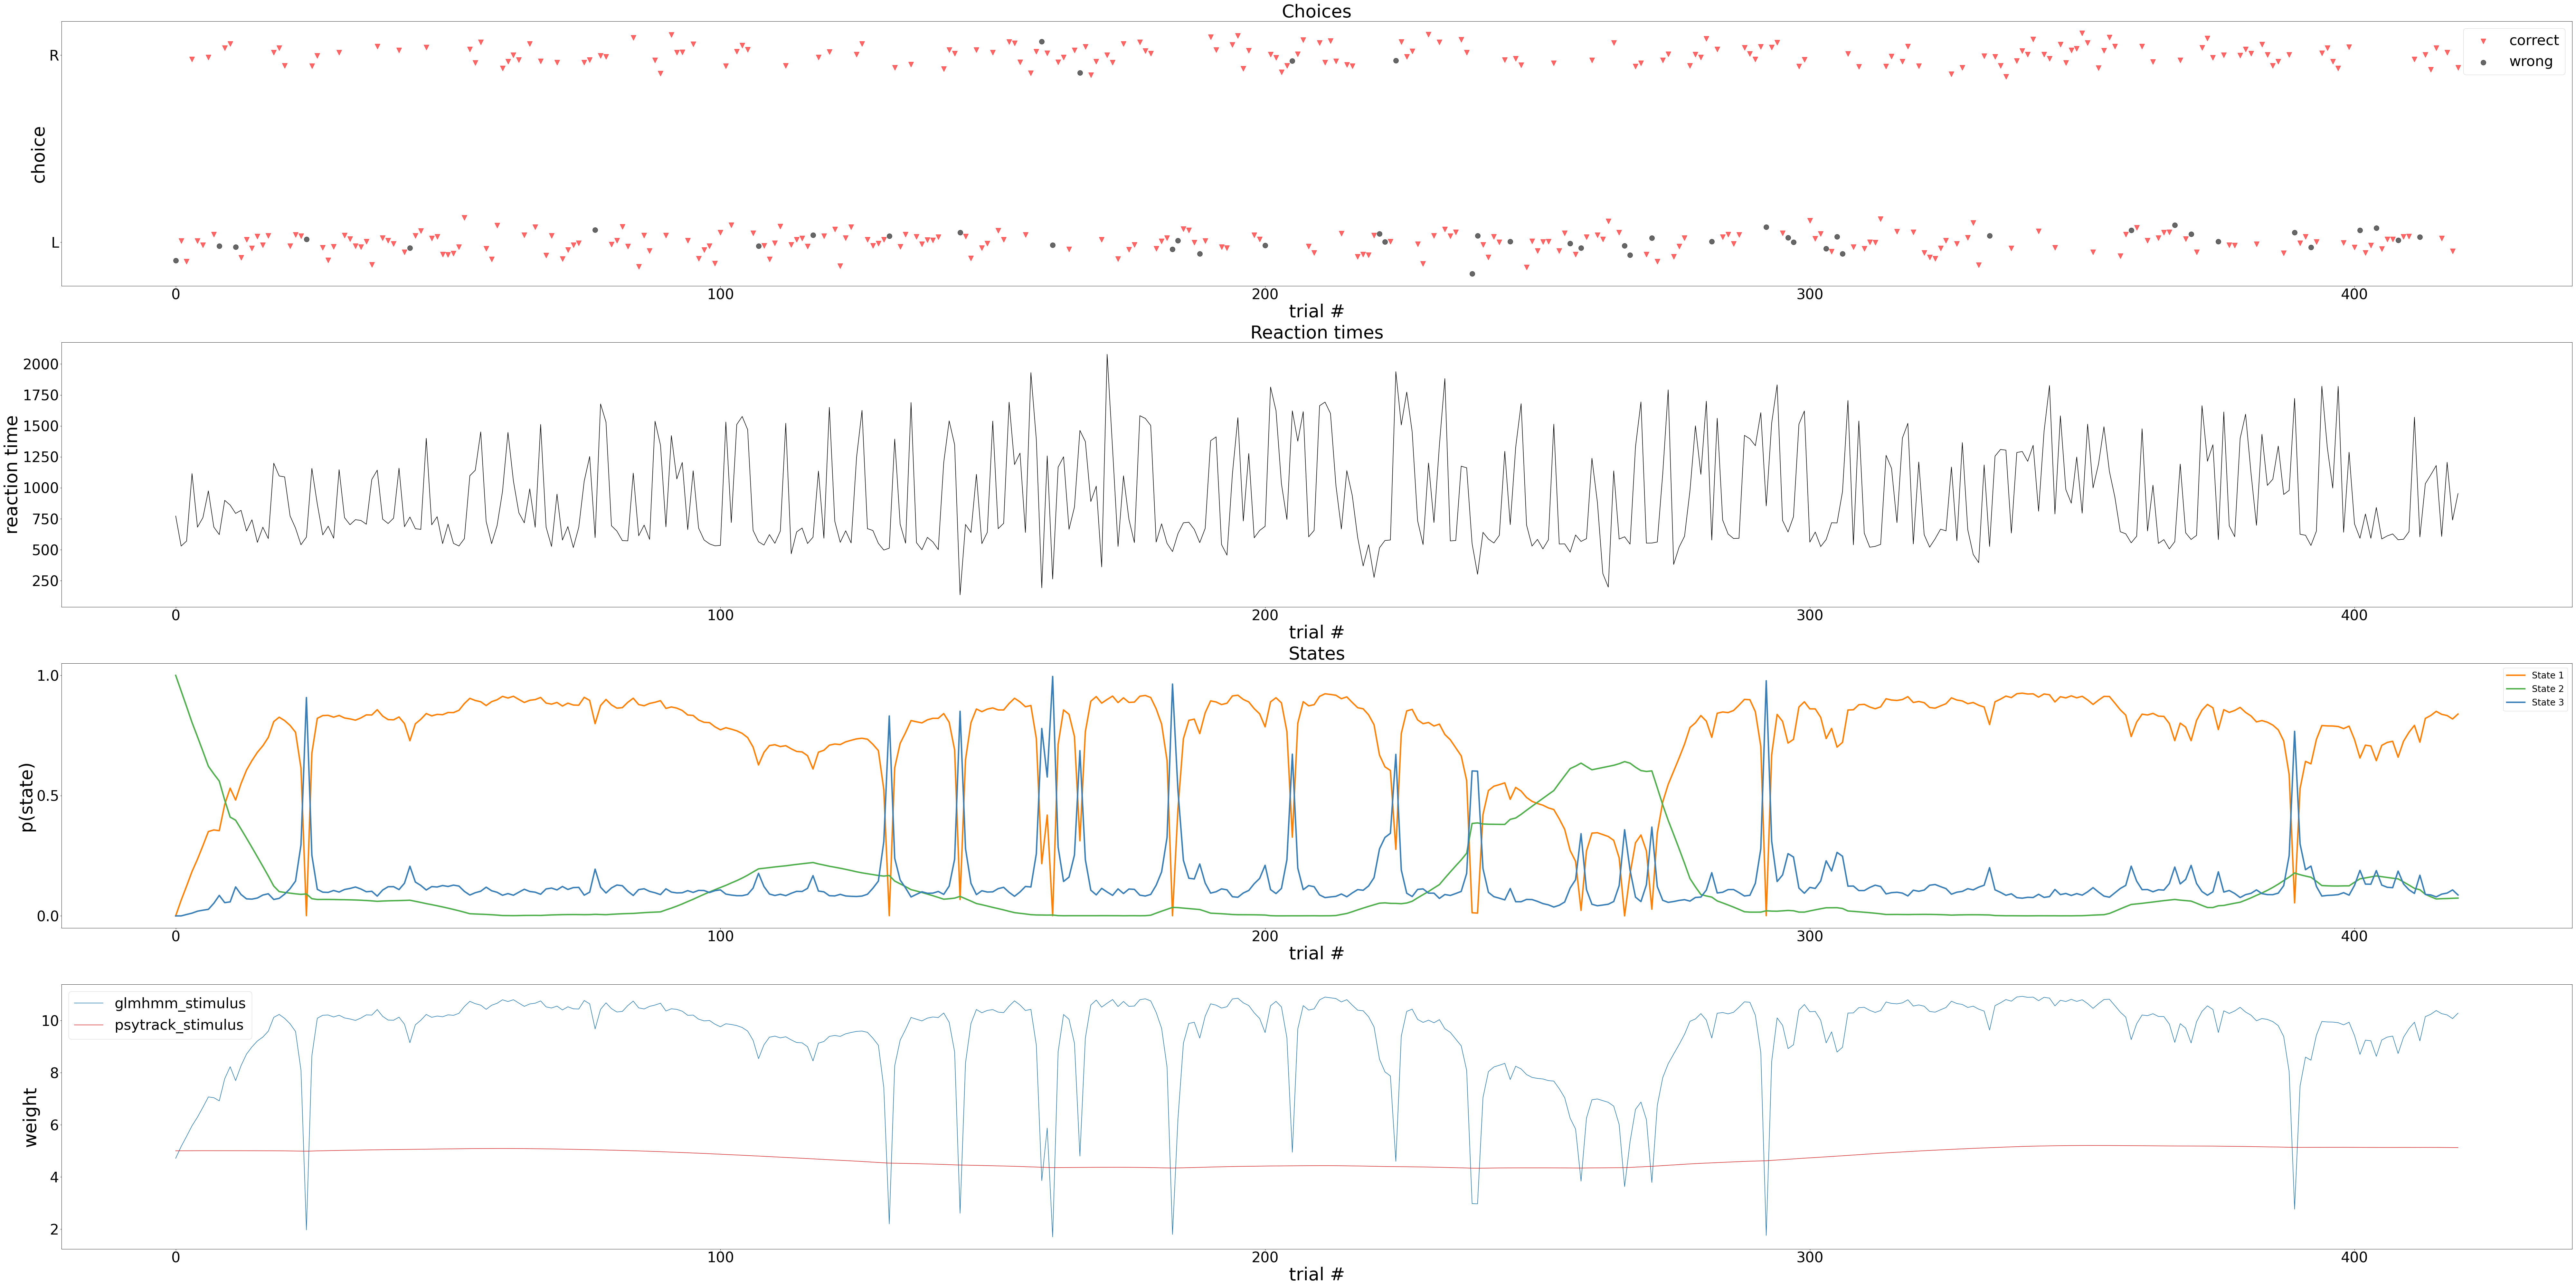 Choices
R
L
choice
correct
wrong
0 100 200 300 400
trial #
Reaction times
2000
1750
1500
1250
1000
750
500
250
reaction time
0 100 200 300 400
trial #
States
1.0
0.5
0.0
p(state)
State 1
State 2
State 3
0 100 200 300 400
trial #
10
8
6
4
2
weight
glmhmm_stimulus
psytrack_stimulus
0 100 200 300 400
trial #